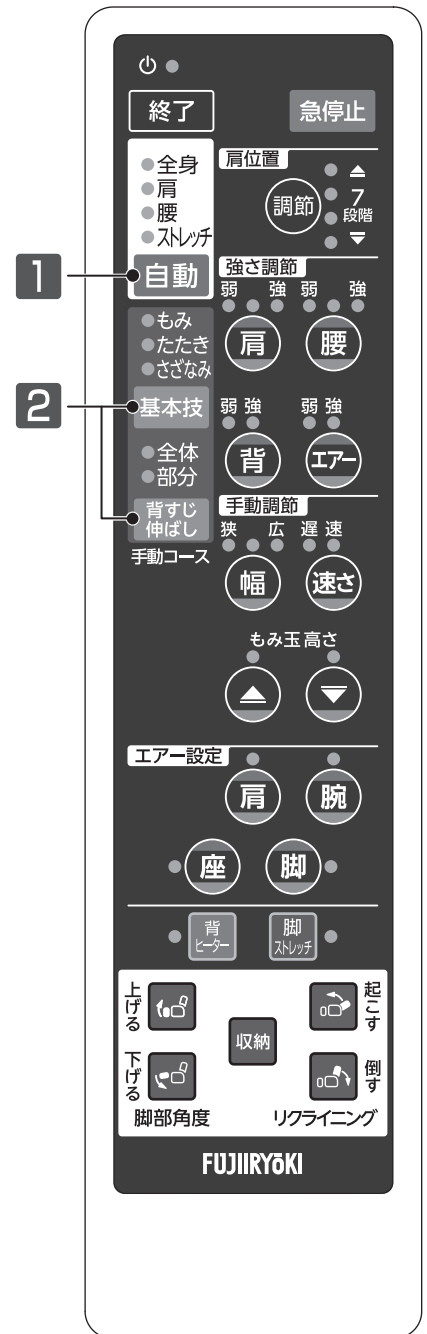 終了 急停止
全身
肩
腰
ストレッチ
1 自動
もみ
たたき
さざなみ
2 基本技
全体
部分
背すじ
伸ばし
手動コース
肩位置
調節 7
段階
強さ調節
弱 強 弱 強
肩 腰
弱 強 弱 強
背 エアー
手動調節
狭 広 遅 速
幅 速さ
もみ玉高さ
エアー設定
肩 腕
座 脚
背
ヒーター
脚
ストレッチ
上げる
下げる
脚部角度
収納
起こす
倒す
リクライニング
FUJIIRYōKI